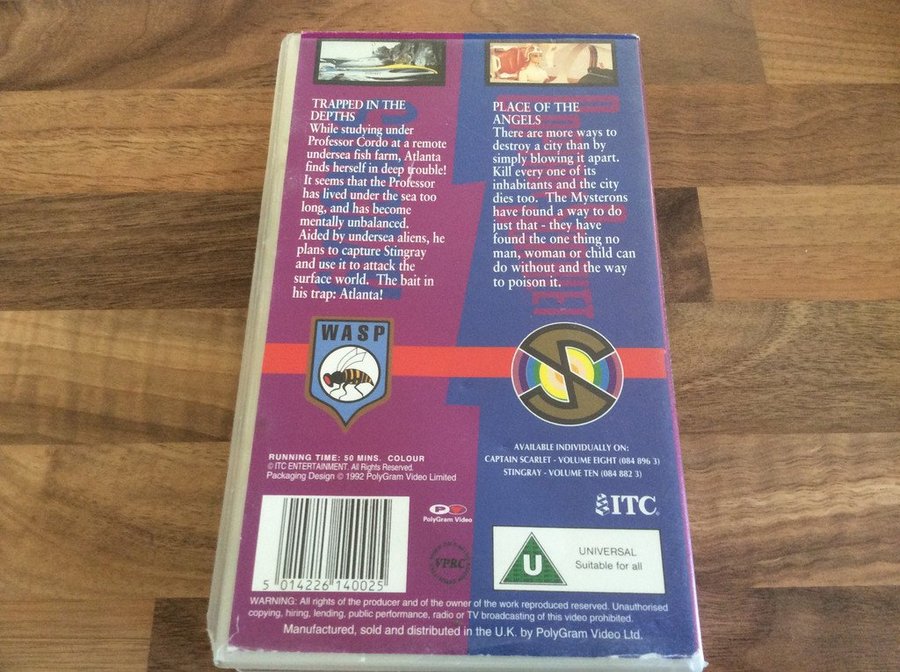 TRAPPED IN THE
DEPTHS
While studying under
Professor Cordo at a remote
undersea fish farm, Atlanta
finds herself in deep trouble!
It seems that the Professor
has lived under the sea too
long, and has become
mentally unbalanced.
Aided by undersea aliens, he
plans to capture Stingray
and use it to attack the
surface world. The bait in
his trap: Atlanta!
PLACE OF THE
ANGELS
There are more ways to
destroy a city than by
simply blowing it apart.
Kill every one of its
inhabitants and the city
dies too. The Mysterons
have found a way to do
just that - they have
found the one thing no
man, woman or child can
do without and the way
to poison it.
WASP
S
RUNNING TIME: 50 MINS. COLOUR
© ITC ENTERTAINMENT. All Rights Reserved.
Packaging Design © 1992 PolyGram Video Limited
AVAILABLE INDIVIDUALLY ON:
CAPTAIN SCARLET - VOLUME EIGHT (084 896 3)
STINGRAY - VOLUME TEN (084 882 3)
ITC
5 014226 140025
P
PolyGram Video
VPRC
U
UNIVERSAL
Suitable for all
WARNING: All rights of the producer and of the owner of the work reproduced reserved. Unauthorised
copying, hiring, lending, public performance, radio or TV broadcasting of this video prohibited.
Manufactured, sold and distributed in the U.K. by PolyGram Video Ltd.